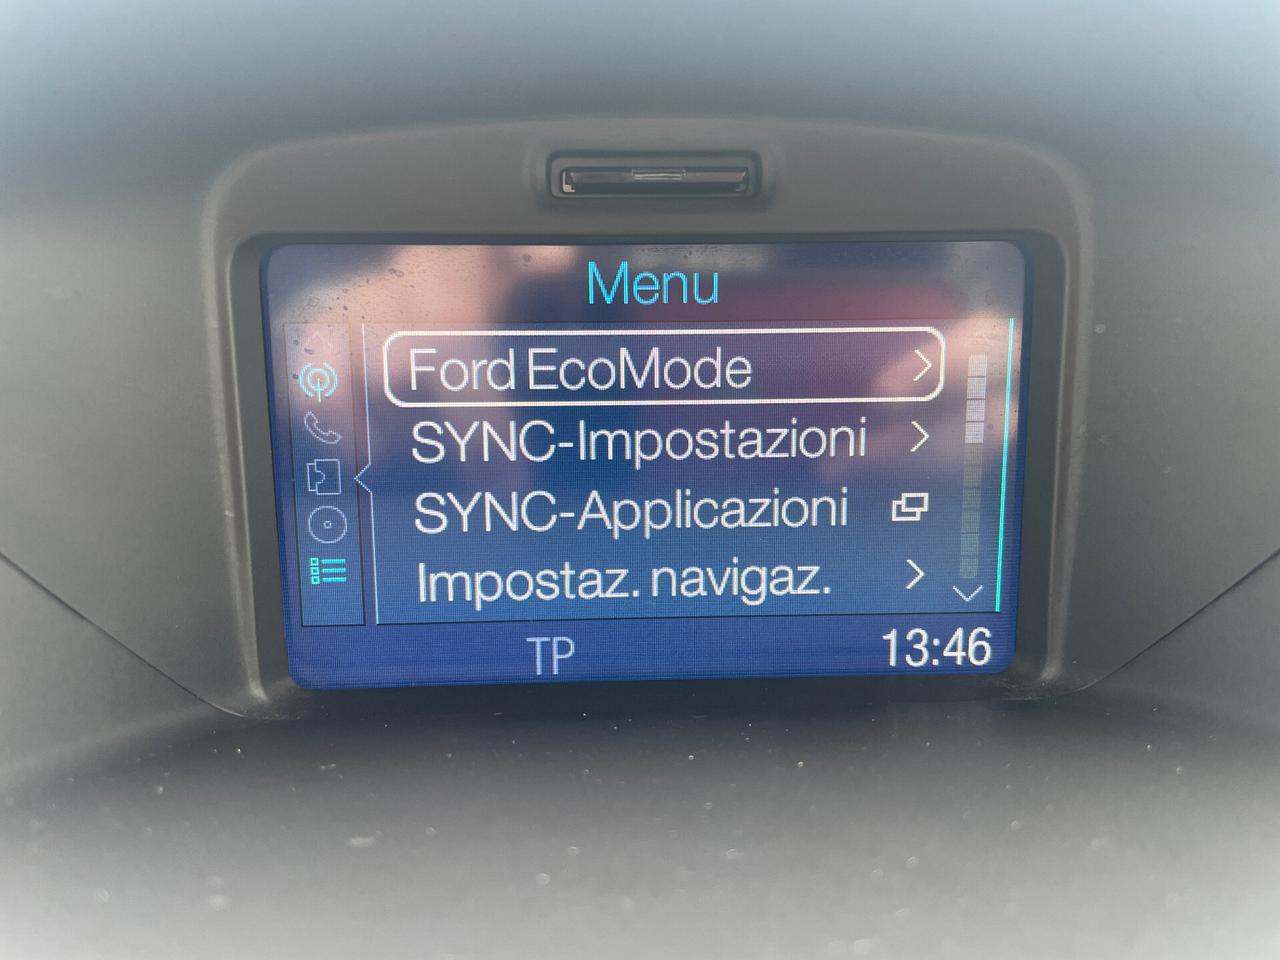 Menu
Ford EcoMode
SYNC-Impostazioni
SYNC-Applicazioni
Impostaz. navigaz.
TP
13:46